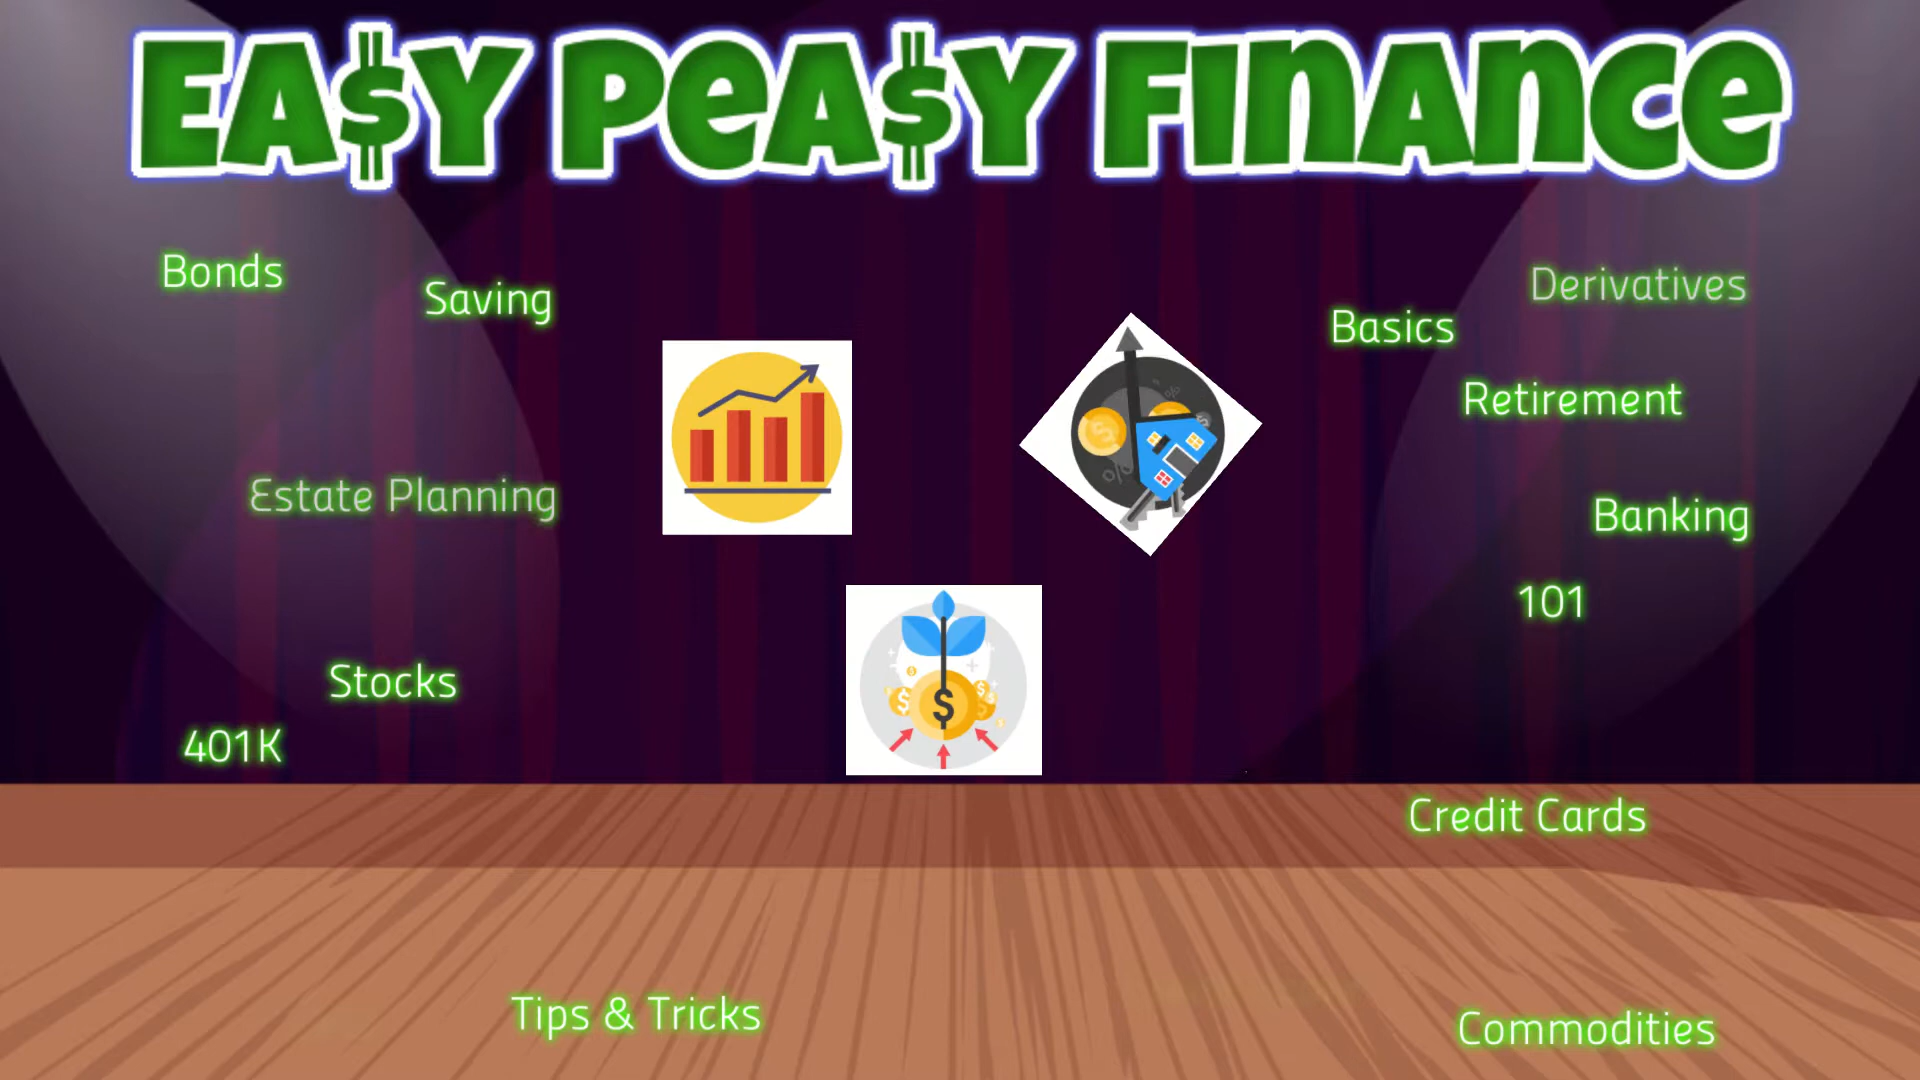 EA$Y PEA$Y FINANCE
Bonds
Saving
Derivatives
Basics
Retirement
Estate Planning
Banking
101
Stocks
401K
Credit Cards
Tips & Tricks
Commodities
$